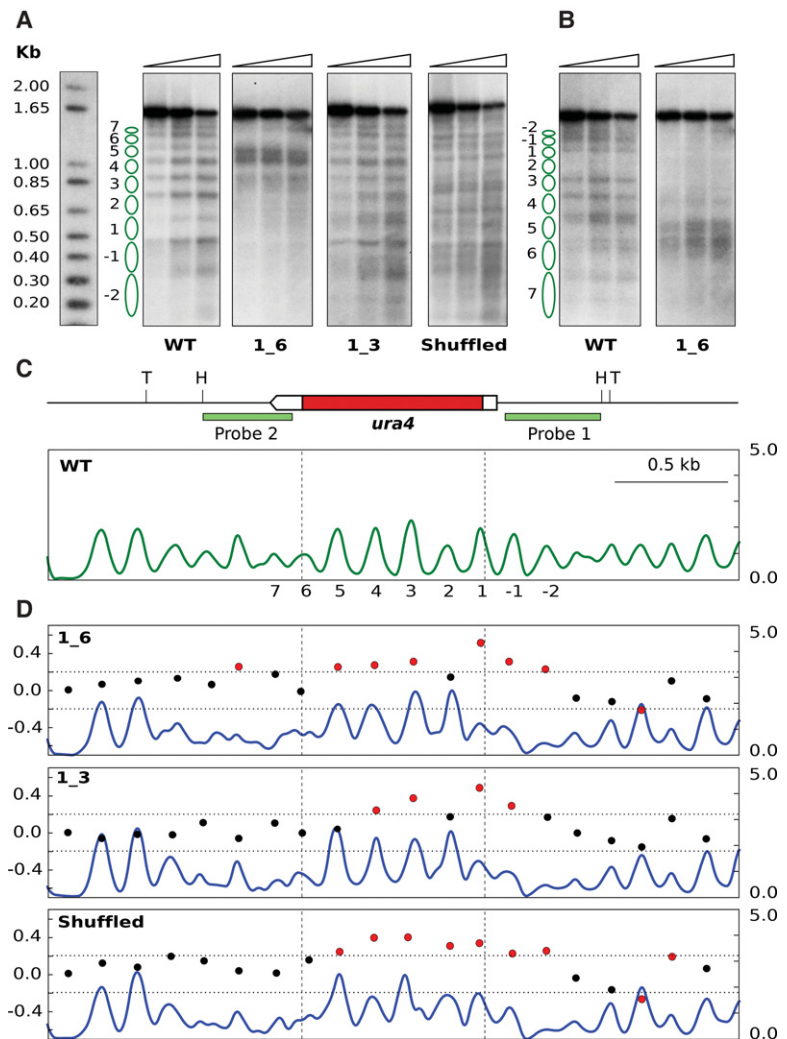 A
B
Kb
2.00
1.65
1.00
0.85
0.65
0.50
0.40
0.30
0.20
7
6
5
4
3
2
1
-1
-2
WT
1_6
1_3
Shuffled
-2
-1
1
2
3
4
5
6
7
WT
1_6
C
T
H
H T
ura4
Probe 2
Probe 1
WT
0.5 kb
5.0
0.0
7 6 5 4 3 2 1 -1 -2
D
1_6
0.4
0.0
-0.4
5.0
0.0
1_3
0.4
0.0
-0.4
5.0
0.0
Shuffled
0.4
0.0
-0.4
5.0
0.0